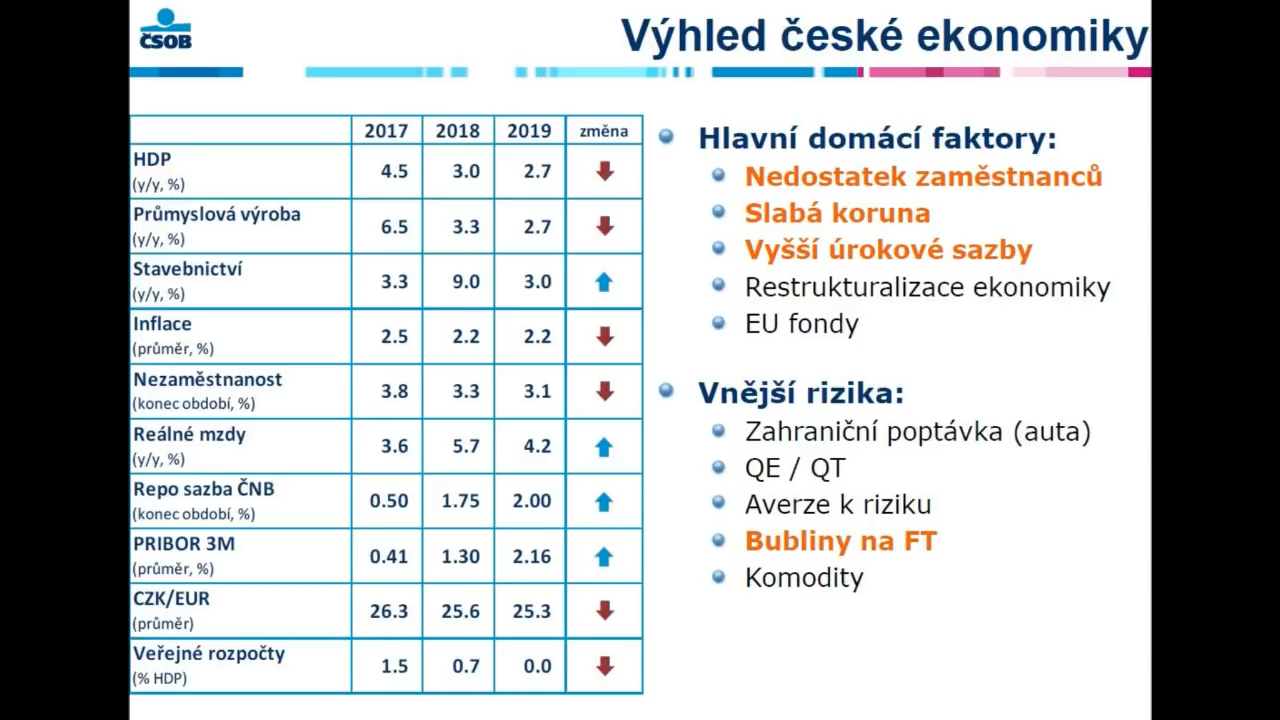 ČSOB
Výhled české ekonomiky
2017 2018 2019 změna
HDP
(y/y, %) 4.5 3.0 2.7
Průmyslová výroba
(y/y, %) 6.5 3.3 2.7
Stavebnictví
(y/y, %) 3.3 9.0 3.0
Inflace
(průměr, %) 2.5 2.2 2.2
Nezaměstnanost
(konec období, %) 3.8 3.3 3.1
Reálné mzdy
(y/y, %) 3.6 5.7 4.2
Repo sazba ČNB
(konec období, %) 0.50 1.75 2.00
PRIBOR 3M
(průměr, %) 0.41 1.30 2.16
CZK/EUR
(průměr) 26.3 25.6 25.3
Veřejné rozpočty
(% HDP) 1.5 0.7 0.0
Hlavní domácí faktory:
Nedostatek zaměstnanců
Slabá koruna
Vyšší úrokové sazby
Restrukturalizace ekonomiky
EU fondy
Vnější rizika:
Zahraniční poptávka (auta)
QE / QT
Averze k riziku
Bubliny na FT
Komodity